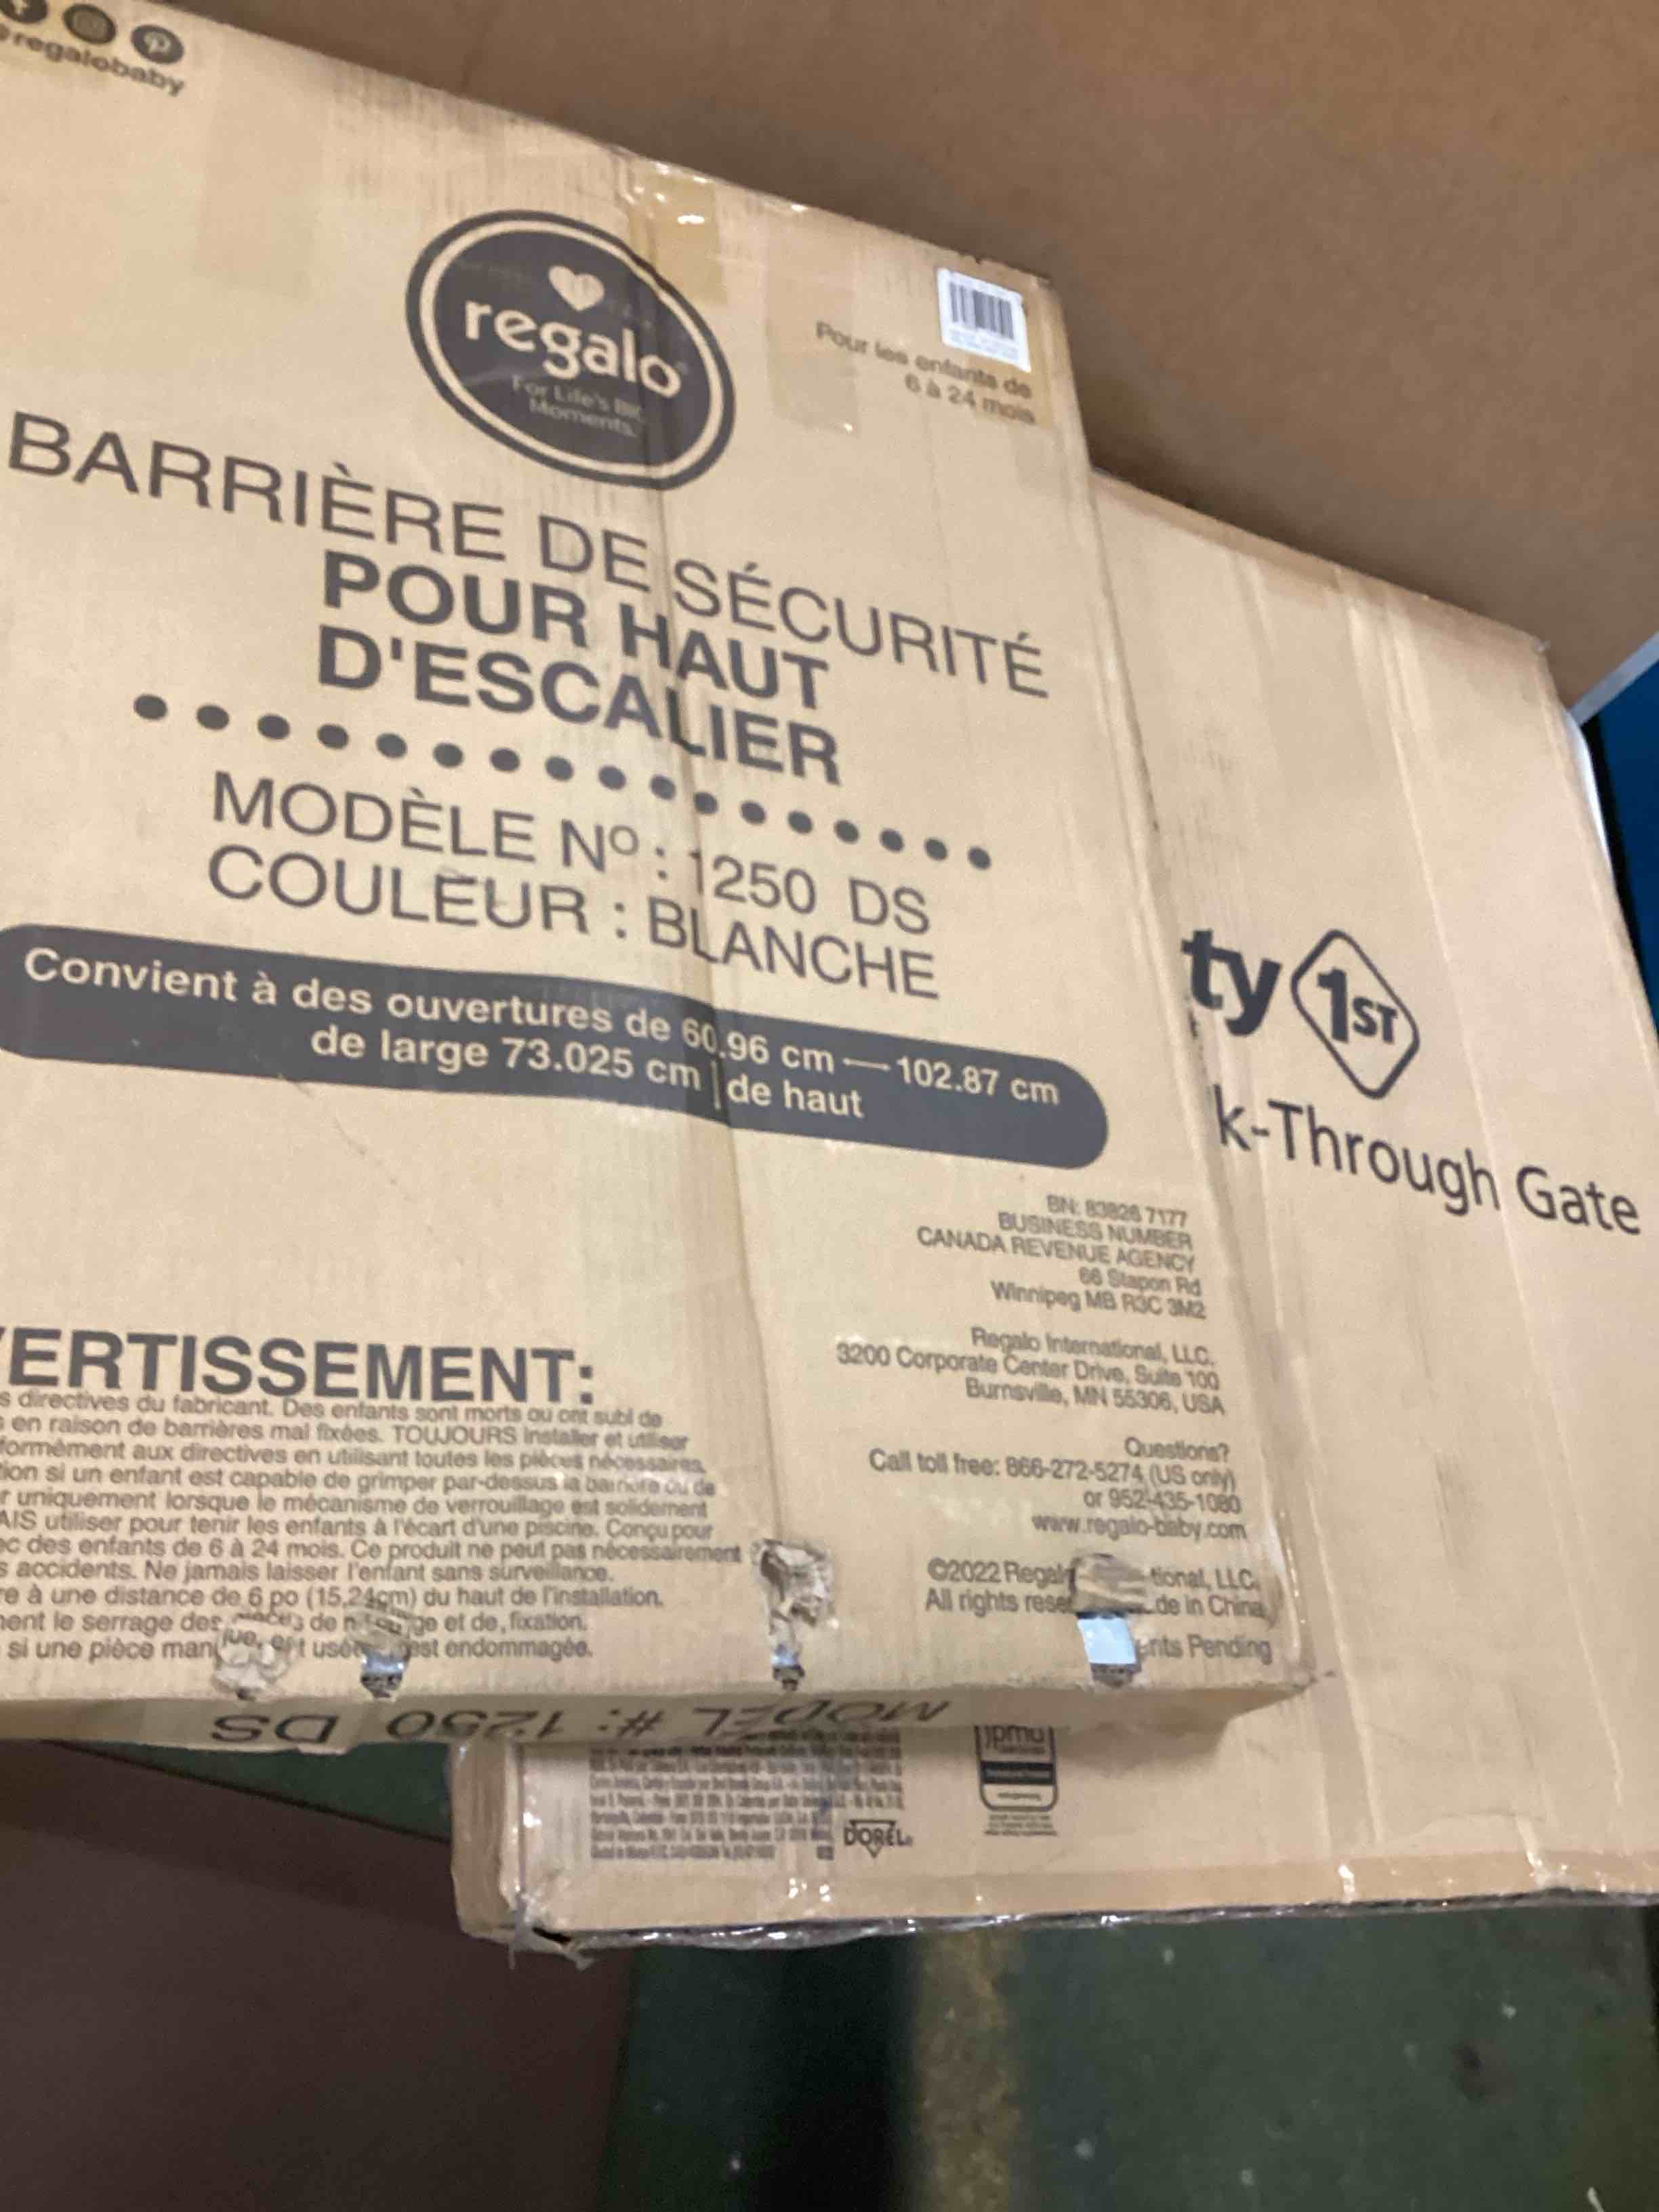 regalobaby
regalo
For Life's BIG
Moments.
Pour les enfants de
6 à 24 mois
BARRIÈRE DE SÉCURITÉ
POUR HAUT
D'ESCALIER
MODÈLE Nº : 1250 DS
COULEUR : BLANCHE
Convient à des ouvertures de 60.96 cm — 102.87 cm
de large 73.025 cm | de haut
BN: 83826 7177
BUSINESS NUMBER
CANADA REVENUE AGENCY
66 Stapon Rd
Winnipeg MB R3C 3M2
Regalo International, LLC.
3200 Corporate Center Drive, Suite 100
Burnsville, MN 55306, USA
Questions?
Call toll free: 866-272-5274 (US only)
or 952-435-1080
www.regalo-baby.com
©2022 Regal tional, LLC.
All rights rese de in China
nts Pending
VERTISSEMENT:
s directives du fabricant. Des enfants sont morts ou ont subi de
s en raison de barrières mal fixées. TOUJOURS installer et utiliser
formément aux directives en utilisant toutes les pièces nécessaires.
tion si un enfant est capable de grimper par-dessus la barrière ou de
r uniquement lorsque le mécanisme de verrouillage est solidement
AIS utiliser pour tenir les enfants à l'écart d'une piscine. Conçu pour
ec des enfants de 6 à 24 mois. Ce produit ne peut pas nécessairement
s accidents. Ne jamais laisser l'enfant sans surveillance.
re à une distance de 6 po (15,24cm) du haut de l'installation.
ment le serrage des de ge et de fixation.
si une pièce manque, est usée est endommagée.
MODEL #: 1250 DS
ty 1ST
k-Through Gate
jpma
DOREL